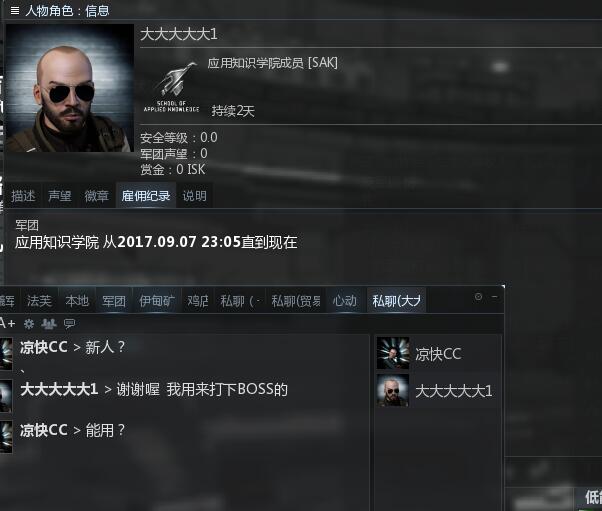 人物角色：信息
大大大大大1
应用知识学院成员 [SAK]
SCHOOL OF
APPLIED KNOWLEDGE
持续2天
安全等级：0.0
军团声望：0
赏金：0 ISK
描述 声望 徽章 雇佣纪录 说明
军团
应用知识学院 从2017.09.07 23:05直到现在
法芙 本地 军团 伊甸矿 鸡店 私聊（ 私聊(贸易 心动 私聊(大大
A+
凉快CC > 新人？
、
凉快CC
大大大大大1 > 谢谢喔 我用来打下BOSS的
大大大大大1
凉快CC > 能用？